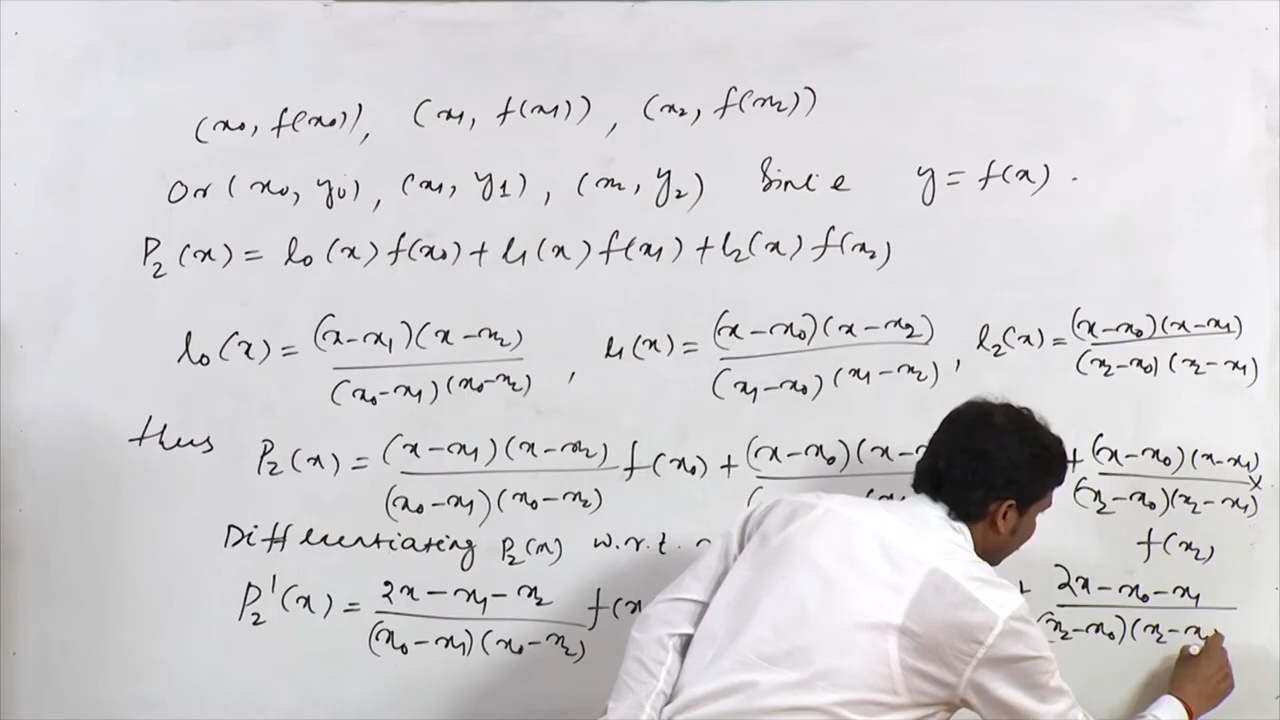 (x0, f(x0)), (x1, f(x1)), (x2, f(x2))
Or (x0, y0), (x1, y1), (x2, y2) Since y = f(x).
P2(x) = l0(x) f(x0) + l1(x) f(x1) + l2(x) f(x2)
l0(x) = (x-x1)(x-x2) / (x0-x1)(x0-x2), l1(x) = (x-x0)(x-x2) / (x1-x0)(x1-x2), l2(x) = (x-x0)(x-x1) / (x2-x0)(x2-x1)
thus P2(x) = (x-x1)(x-x2) / (x0-x1)(x0-x2) f(x0) + (x-x0)(x- + (x-x0)(x-x1) / (x2-x0)(x2-x1) ×
f(x2)
Differentiating P2(x) w.r.t.
P2'(x) = 2x-x1-x2 / (x0-x1)(x0-x2) f(x + 2x-x0-x1 / (x2-x0)(x2-x